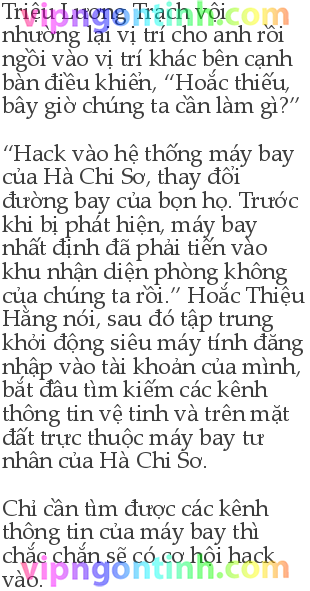 Triệu Lương Trạch vội
nhường lại vị trí cho anh rồi
ngồi vào vị trí khác bên cạnh
bàn điều khiển, “Hoắc thiếu,
bây giờ chúng ta cần làm gì?”
“Hack vào hệ thống máy bay
của Hà Chi Sơ, thay đổi
đường bay của bọn họ. Trước
khi bị phát hiện, máy bay
nhất định đã phải tiến vào
khu nhận diện phòng không
của chúng ta rồi.” Hoắc Thiệu
Hằng nói, sau đó tập trung
khởi động siêu máy tính đăng
nhập vào tài khoản của mình,
bắt đầu tìm kiếm các kênh
thông tin vệ tinh và trên mặt
đất trực thuộc máy bay tư
nhân của Hà Chi Sơ.
Chỉ cần tìm được các kênh
thông tin của máy bay thì
chắc chắn sẽ có cơ hội hack
vào.
vipngontinh.com
vipngontinh.com